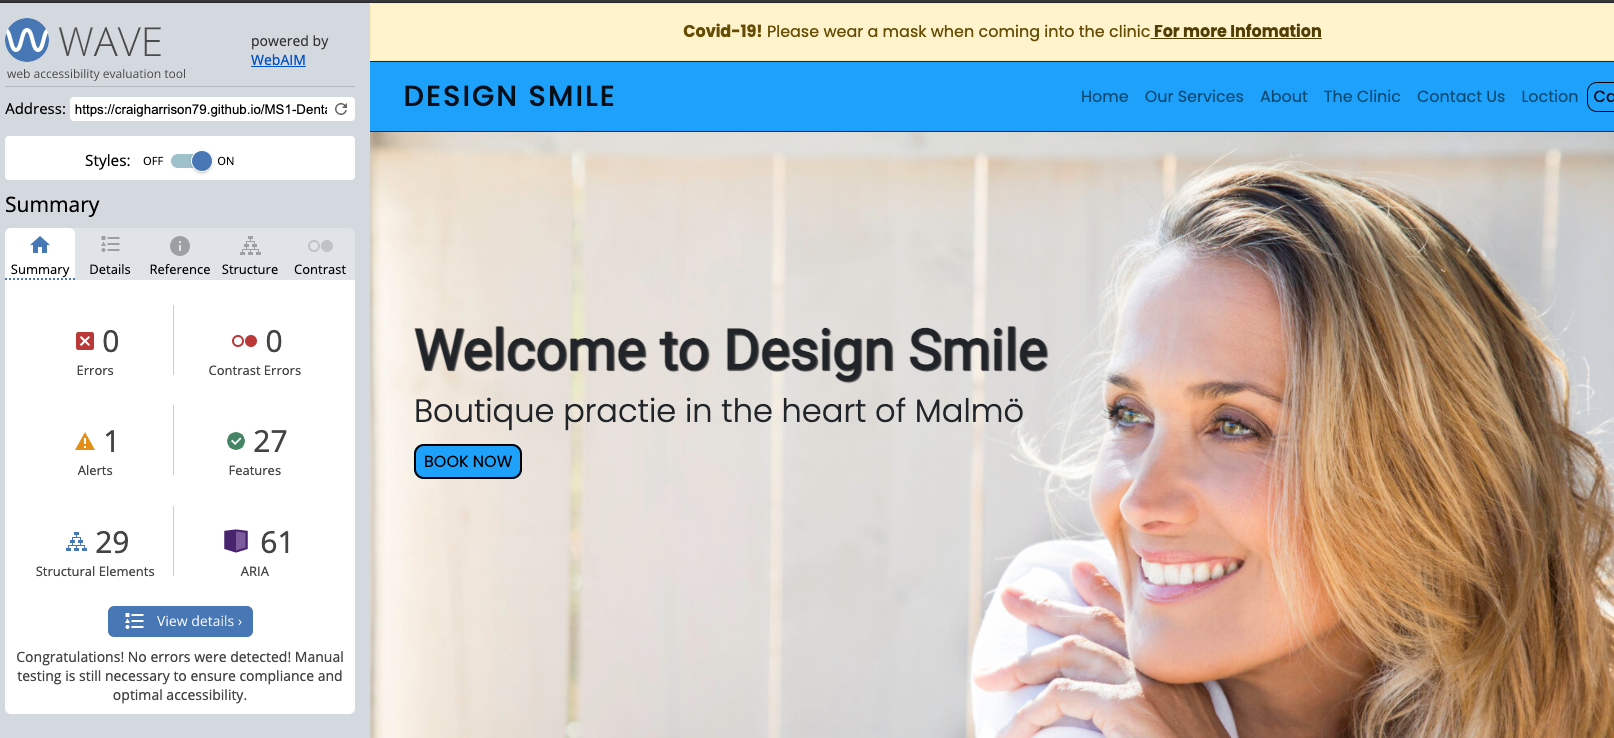 WAVE
powered by
WebAIM
web accessibility evaluation tool
Address: https://craigharrison79.github.io/MS1-Denta
Styles: OFF ON
Summary
Summary Details Reference Structure Contrast
0 0
Errors Contrast Errors
1 27
Alerts Features
29 61
Structural Elements ARIA
View details ›
Congratulations! No errors were detected! Manual
testing is still necessary to ensure compliance and
optimal accessibility.
Covid-19! Please wear a mask when coming into the clinic For more Infomation
DESIGN SMILE
Home Our Services About The Clinic Contact Us Loction
Welcome to Design Smile
Boutique practie in the heart of Malmö
BOOK NOW